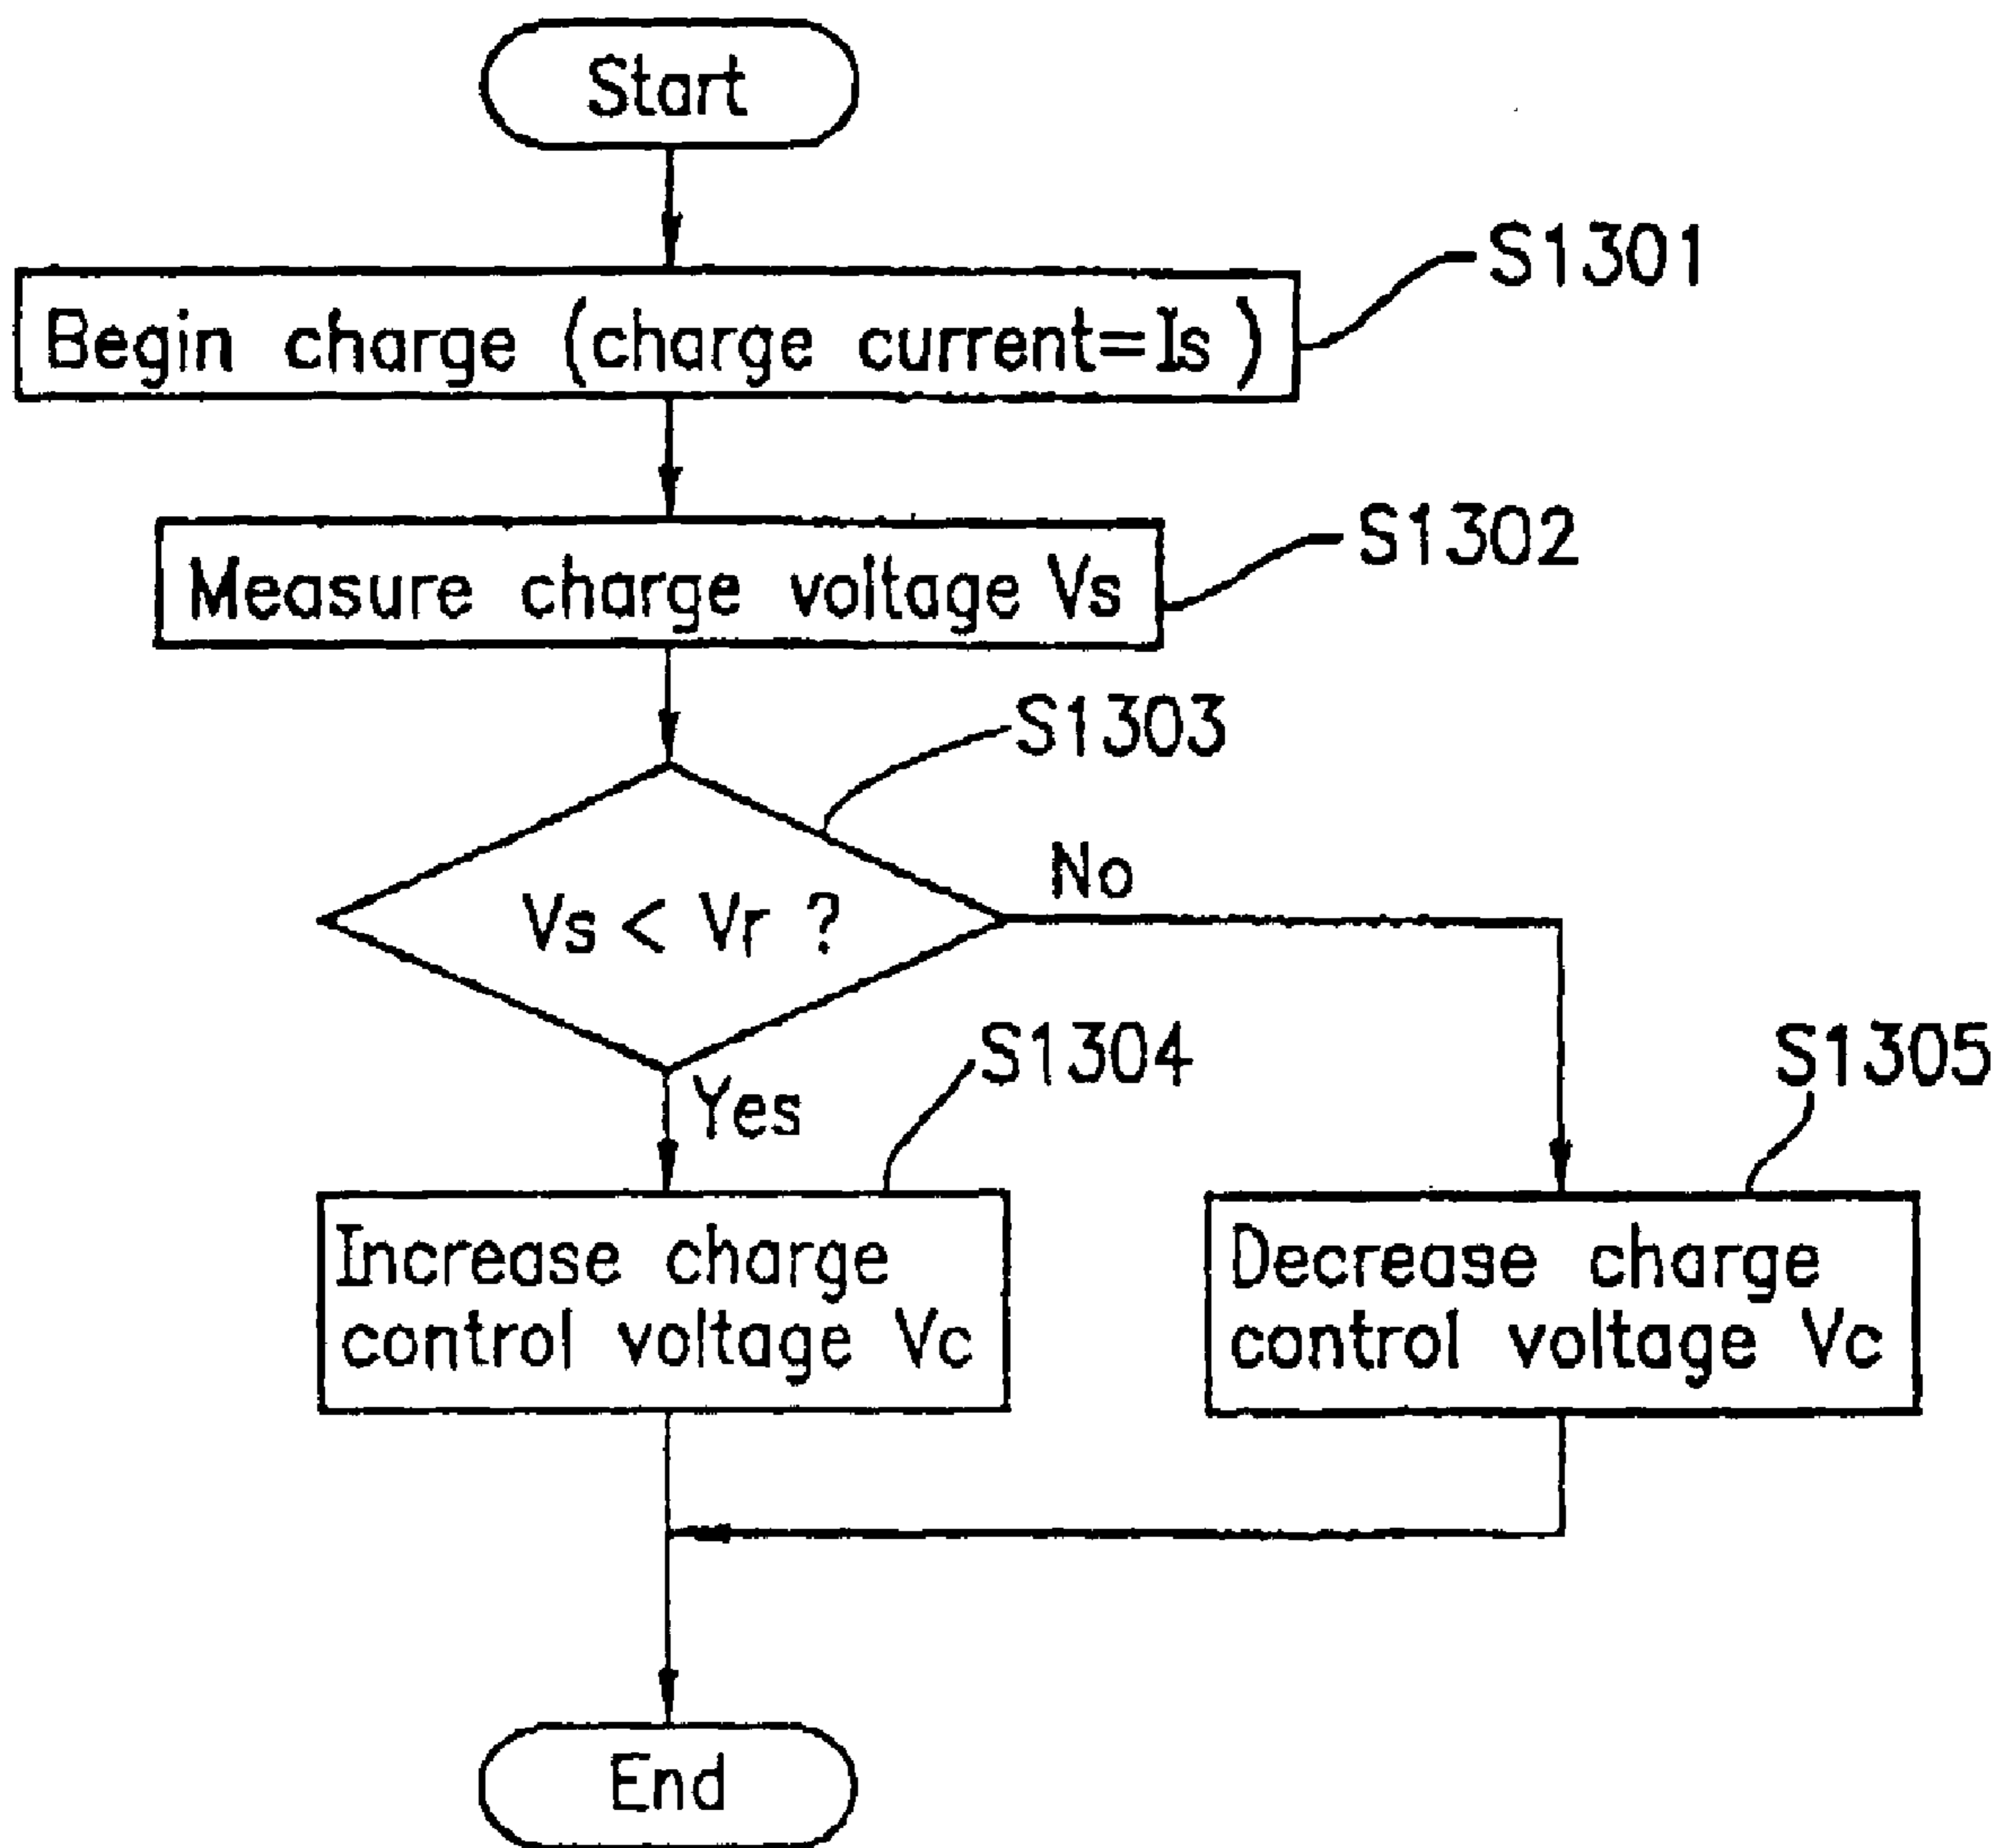 Start
S1301
Begin charge (charge current=Is)
S1302
Measure charge voltage Vs
S1303
Vs < Vr ?
No
Yes
S1304
S1305
Increase charge
control voltage Vc
Decrease charge
control voltage Vc
End